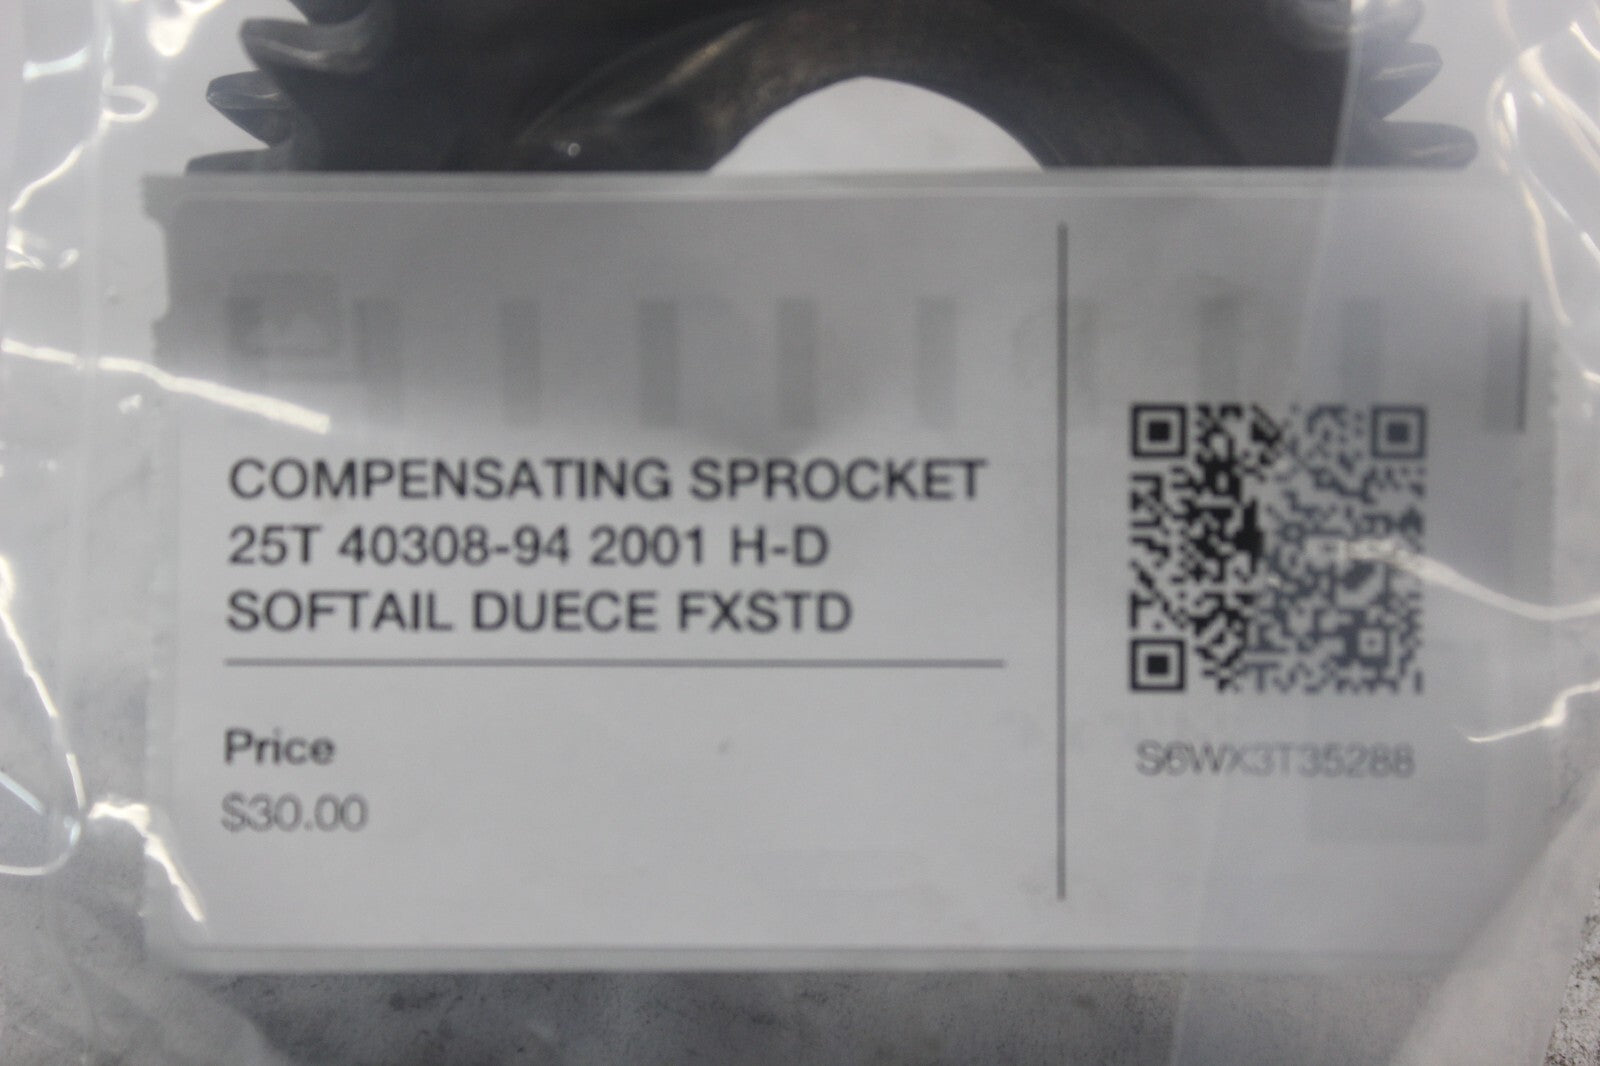 COMPENSATING SPROCKET
25T 40308-94 2001 H-D
SOFTAIL DUECE FXSTD
Price
$30.00
S6WX3T35288